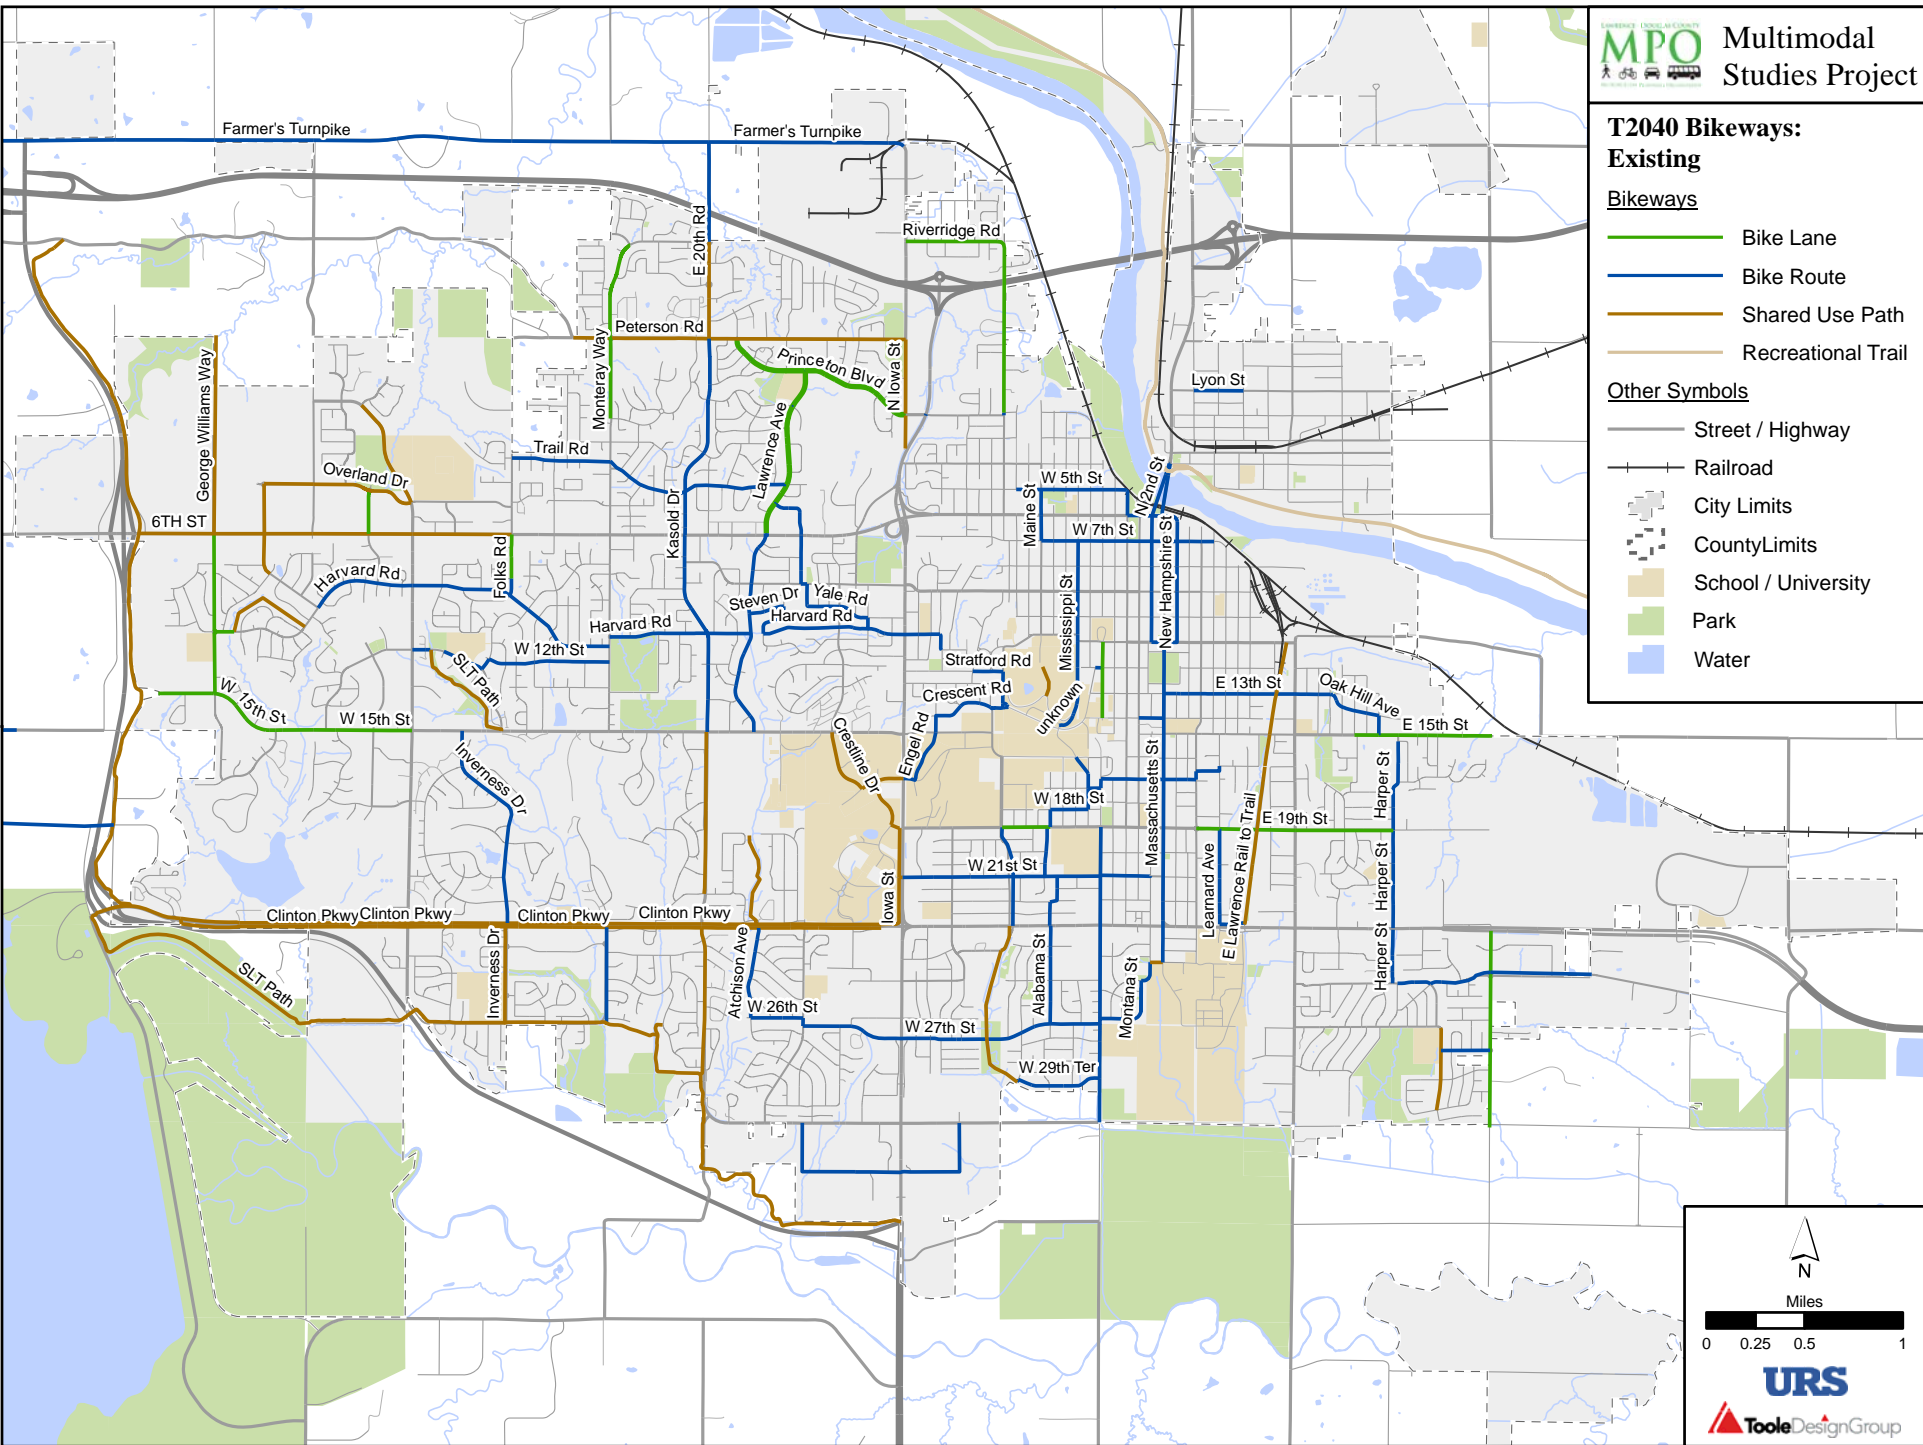 LAWRENCE DOUGLAS COUNTY
MPO
Multimodal
Studies Project
T2040 Bikeways:
Existing
Bikeways
Bike Lane
Bike Route
Shared Use Path
Recreational Trail
Other Symbols
Street / Highway
Railroad
City Limits
CountyLimits
School / University
Park
Water
Farmer's Turnpike
Farmer's Turnpike
E 20th Rd
Riverridge Rd
Peterson Rd
Monteray Way
George Williams Way
Princeton Blvd
N Iowa St
Lyon St
Lawrence Ave
Trail Rd
Overland Dr
Kasold Dr
W 5th St
N 2nd St
Maine St
6TH ST
W 7th St
Folks Rd
Harvard Rd
New Hampshire St
Mississippi St
Steven Dr
Yale Rd
Harvard Rd
Harvard Rd
W 12th St
SLT Path
Stratford Rd
Crescent Rd
unknown
E 13th St
Oak Hill Ave
W 15th St
W 15th St
E 15th St
Engel Rd
Crestline Dr
Inverness Dr
Massachusetts St
Harper St
W 18th St
E 19th St
E Lawrence Rail to Trail
Learnard Ave
Harper St
W 21st St
Iowa St
Clinton Pkwy
Clinton Pkwy
Clinton Pkwy
Clinton Pkwy
Inverness Dr
Atchison Ave
Alabama St
Montana St
Harper St
SLT Path
W 26th St
W 27th St
W 29th Ter
N
Miles
0 0.25 0.5 1
URS
TooleDesignGroup